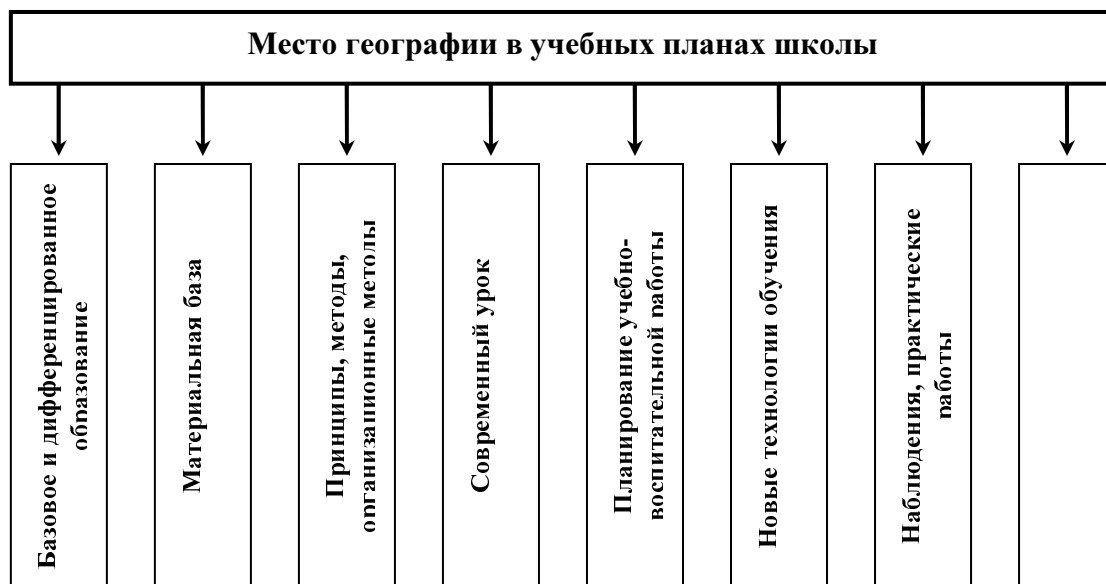 Место географии в учебных планах школы
Базовое и дифференцированное
образование
Материальная база
Принципы, методы,
организационные методы
Современный урок
Планирование учебно-
воспитательной работы
Новые технологии обучения
Наблюдения, практические
работы